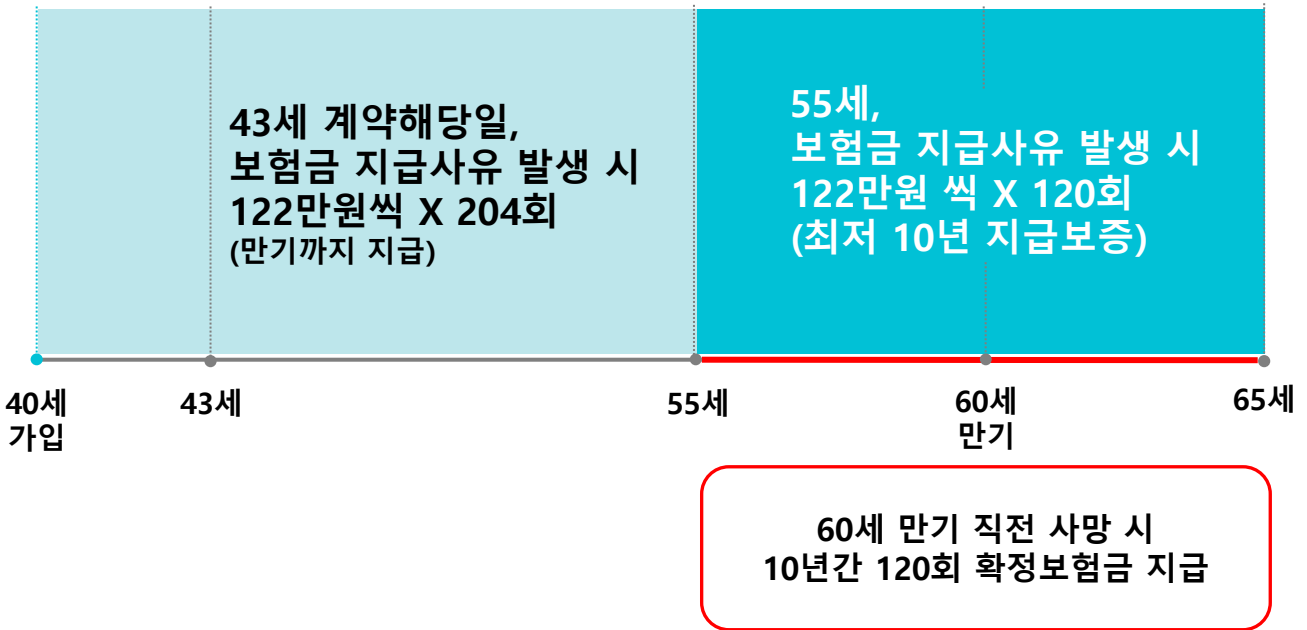 43세 계약해당일,
보험금 지급사유 발생 시
122만원씩 X 204회
(만기까지 지급)
55세,
보험금 지급사유 발생 시
122만원 씩 X 120회
(최저 10년 지급보증)
40세
가입
43세
55세
60세
만기
65세
60세 만기 직전 사망 시
10년간 120회 확정보험금 지급